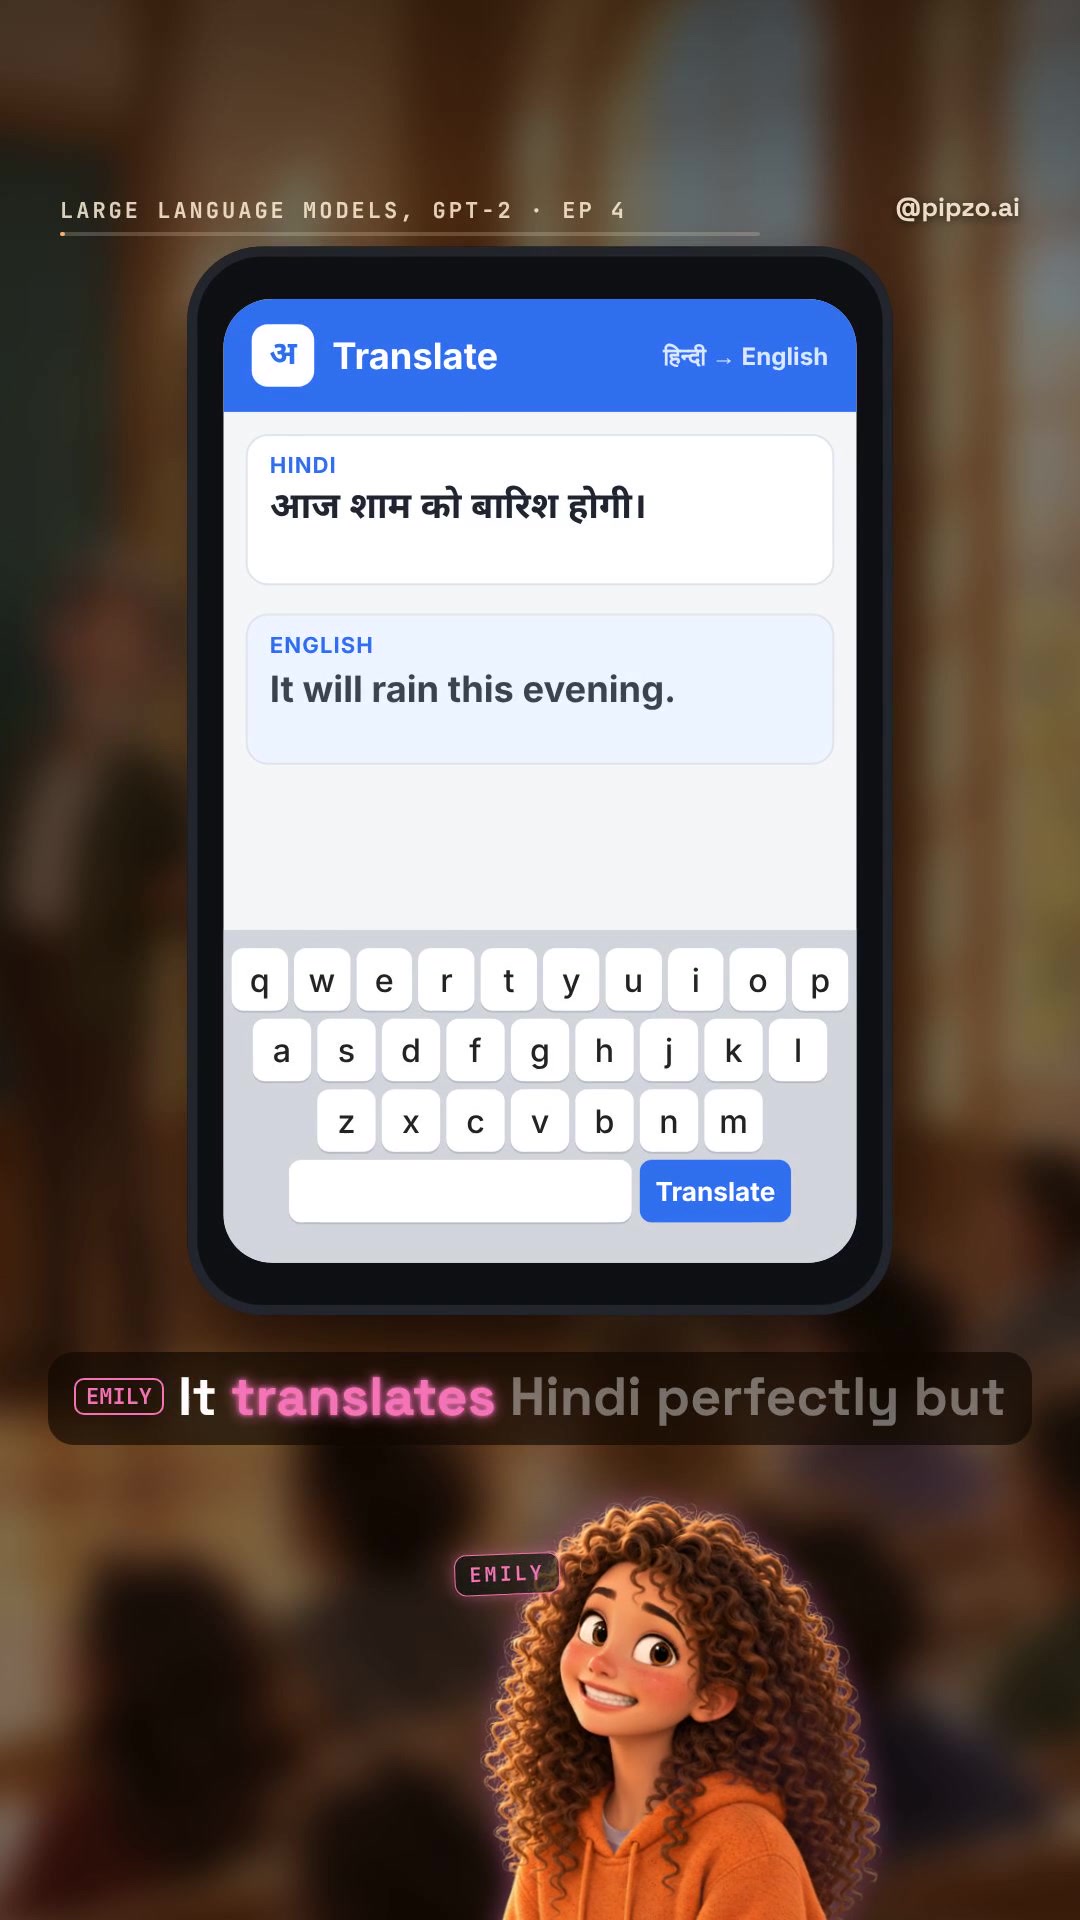 LARGE LANGUAGE MODELS, GPT-2 · EP 4
@pipzo.ai
अ Translate हिन्दी → English
HINDI
आज शाम को बारिश होगी।
ENGLISH
It will rain this evening.
q w e r t y u i o p
a s d f g h j k l
z x c v b n m
Translate
EMILY It translates Hindi perfectly but
EMILY